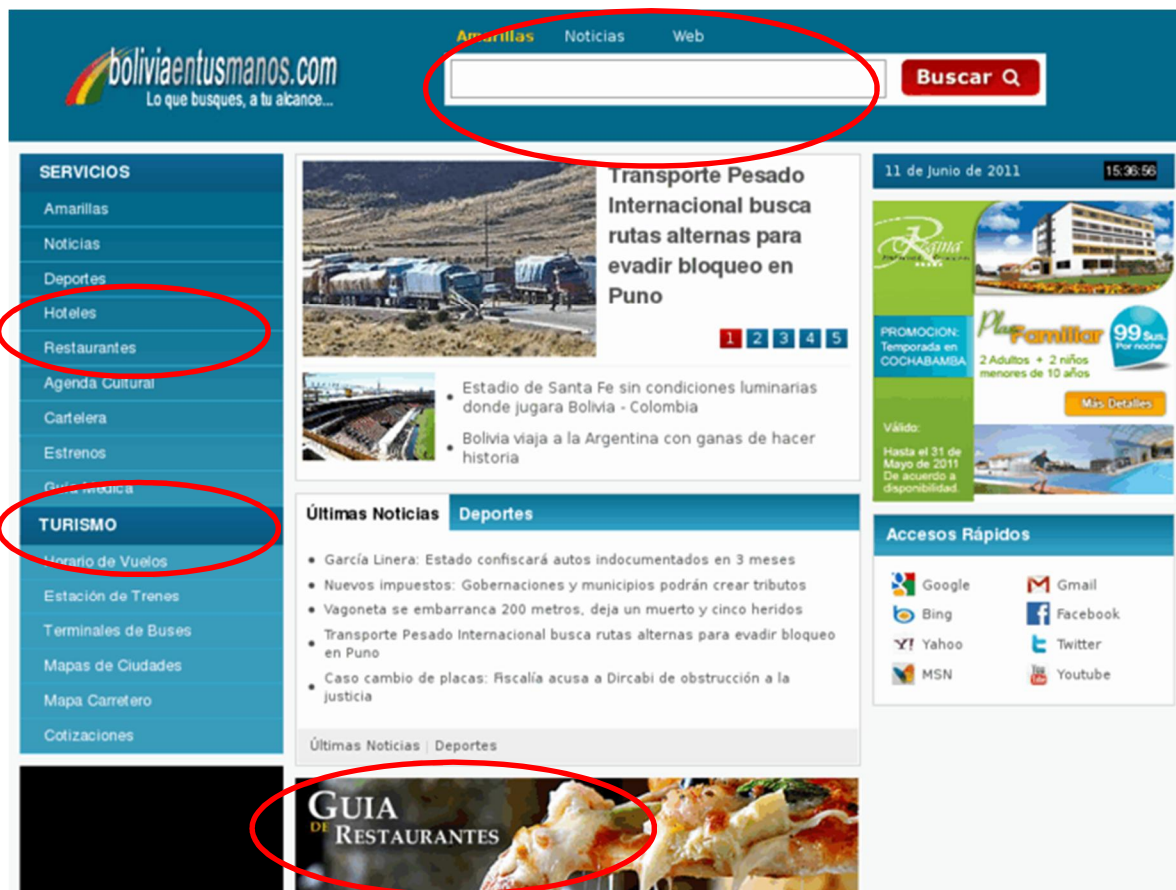 boliviaentusmanos.com
Lo que busques, a tu alcance...
Amarillas Noticias Web
Buscar
SERVICIOS
Amarillas
Noticias
Deportes
Hoteles
Restaurantes
Agenda Cultural
Cartelera
Estrenos
Guía Médica
TURISMO
Horario de Vuelos
Estación de Trenes
Terminales de Buses
Mapas de Ciudades
Mapa Carretero
Cotizaciones
Transporte Pesado
Internacional busca
rutas alternas para
evadir bloqueo en
Puno
1 2 3 4 5
Estadio de Santa Fe sin condiciones luminarias
donde jugara Bolivia - Colombia
Bolivia viaja a la Argentina con ganas de hacer
historia
Últimas Noticias Deportes
García Linera: Estado confiscará autos indocumentados en 3 meses
Nuevos impuestos: Gobernaciones y municipios podrán crear tributos
Vagoneta se embarranca 200 metros, deja un muerto y cinco heridos
Transporte Pesado Internacional busca rutas alternas para evadir bloqueo
en Puno
Caso cambio de placas: Fiscalía acusa a Dircabi de obstrucción a la
justicia
Últimas Noticias | Deportes
GUIA
DE RESTAURANTES
11 de Junio de 2011 15:36:56
Regina
PROMOCION:
Temporada en
COCHABAMBA
Plan Familiar
99 $us.
Por noche
2 Adultos + 2 niños
menores de 10 años
Más Detalles
Válido:
Hasta el 31 de
Mayo de 2011
De acuerdo a
disponibilidad.
Accesos Rápidos
Google Gmail
Bing Facebook
Yahoo Twitter
MSN Youtube